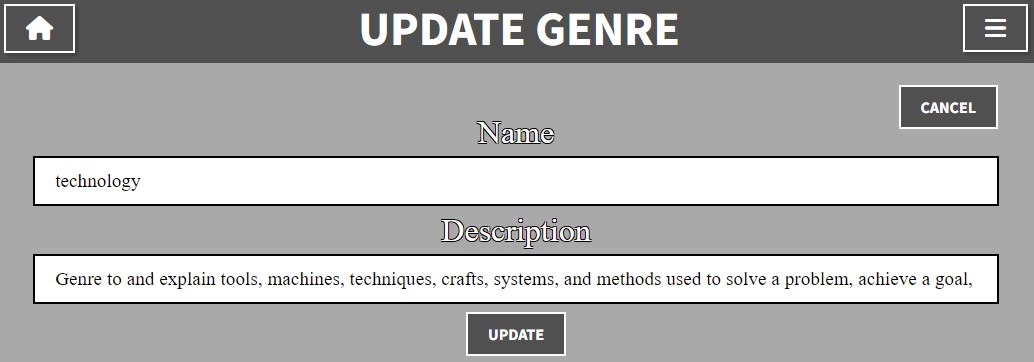 UPDATE GENRE
CANCEL
Name
technology
Description
Genre to and explain tools, machines, techniques, crafts, systems, and methods used to solve a problem, achieve a goal,
UPDATE